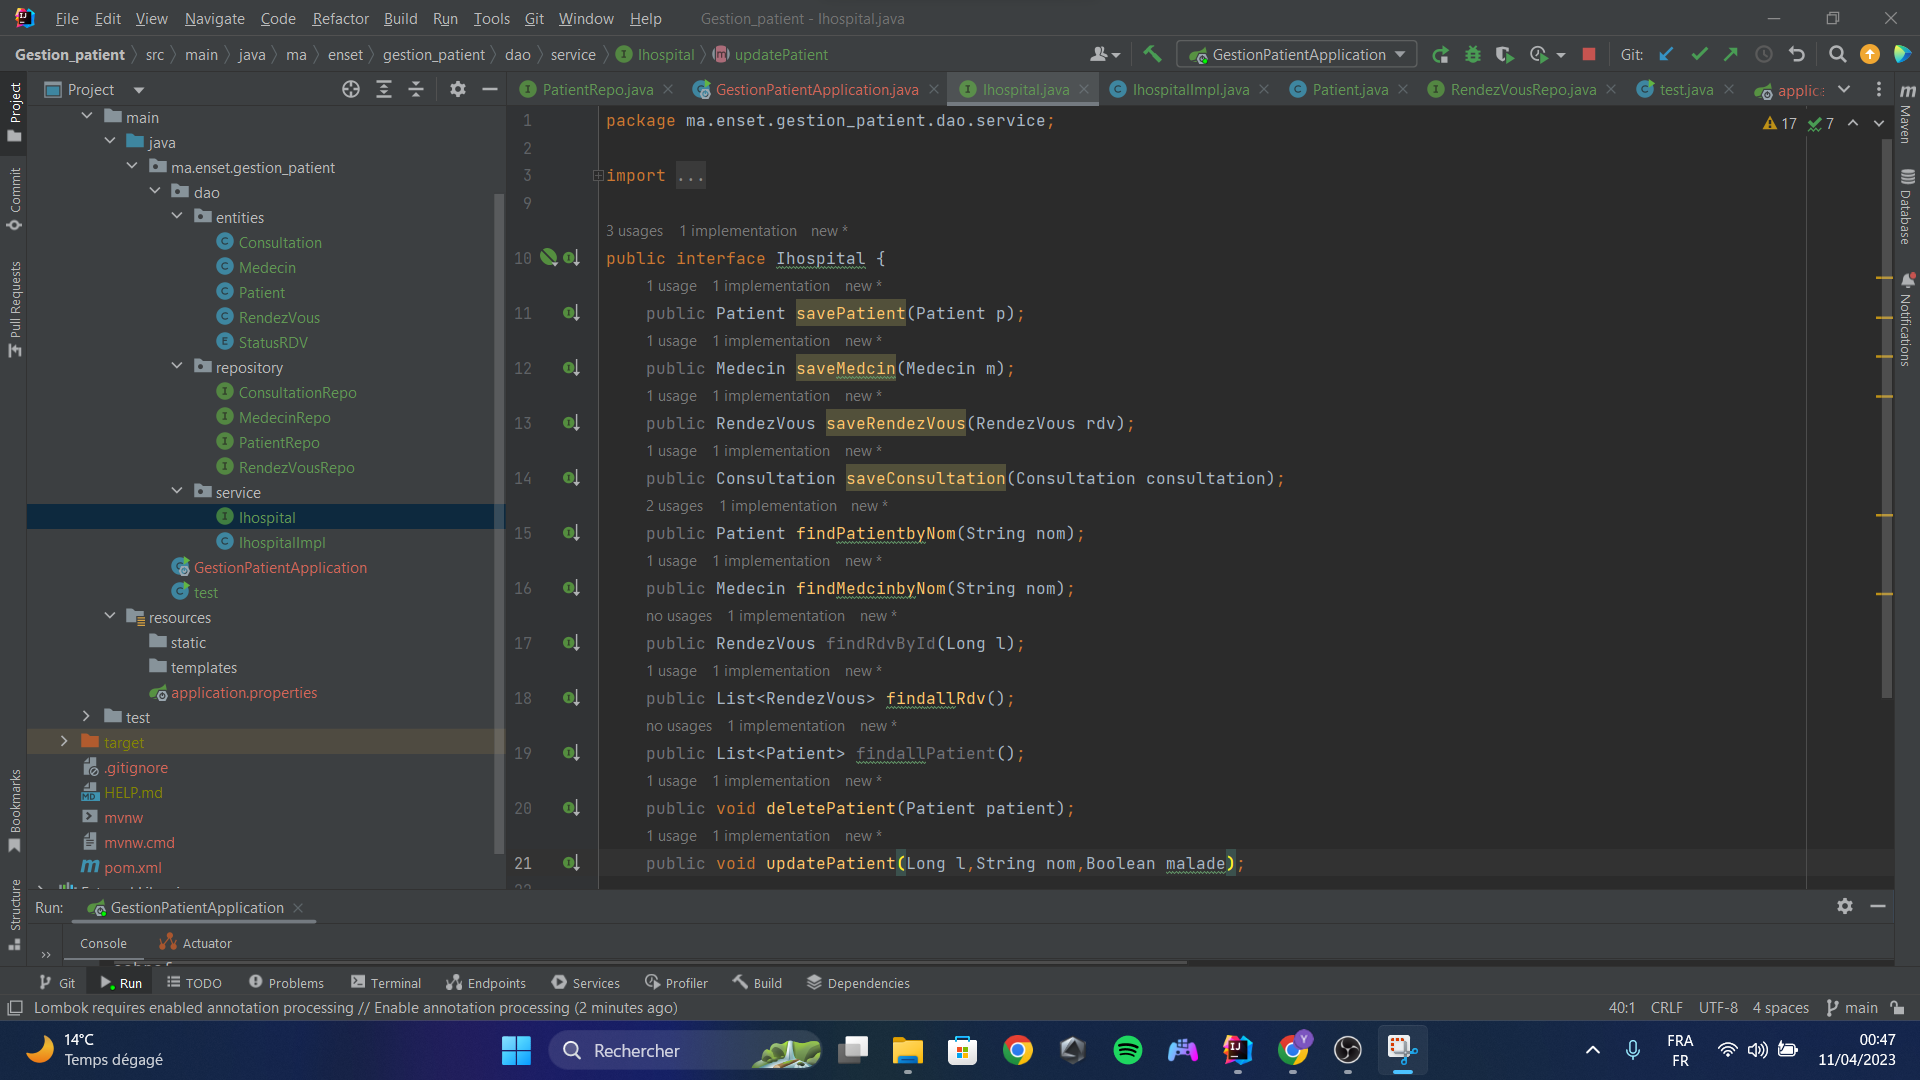 File Edit View Navigate Code Refactor Build Run Tools Git Window Help Gestion_patient - Ihospital.java
Gestion_patient src main java ma enset gestion_patient dao service Ihospital updatePatient GestionPatientApplication Git:
Project
PatientRepo.java GestionPatientApplication.java Ihospital.java IhospitalImpl.java Patient.java RendezVousRepo.java test.java applic
Project
Commit
Pull Requests
Bookmarks
Structure
main
java
ma.enset.gestion_patient
dao
entities
Consultation
Medecin
Patient
RendezVous
StatusRDV
repository
ConsultationRepo
MedecinRepo
PatientRepo
RendezVousRepo
service
Ihospital
IhospitalImpl
GestionPatientApplication
test
resources
static
templates
application.properties
test
target
.gitignore
HELP.md
mvnw
mvnw.cmd
pom.xml
17 7
1 package ma.enset.gestion_patient.dao.service;
2
3 import ...
9
3 usages 1 implementation new *
10 public interface Ihospital {
1 usage 1 implementation new *
11 public Patient savePatient(Patient p);
1 usage 1 implementation new *
12 public Medecin saveMedcin(Medecin m);
1 usage 1 implementation new *
13 public RendezVous saveRendezVous(RendezVous rdv);
1 usage 1 implementation new *
14 public Consultation saveConsultation(Consultation consultation);
2 usages 1 implementation new *
15 public Patient findPatientbyNom(String nom);
1 usage 1 implementation new *
16 public Medecin findMedcinbyNom(String nom);
no usages 1 implementation new *
17 public RendezVous findRdvById(Long l);
1 usage 1 implementation new *
18 public List<RendezVous> findallRdv();
no usages 1 implementation new *
19 public List<Patient> findallPatient();
1 usage 1 implementation new *
20 public void deletePatient(Patient patient);
1 usage 1 implementation new *
21 public void updatePatient(Long l,String nom,Boolean malade);
Maven
Database
Notifications
Run: GestionPatientApplication
Console Actuator
Git Run TODO Problems Terminal Endpoints Services Profiler Build Dependencies
Lombok requires enabled annotation processing // Enable annotation processing (2 minutes ago) 40:1 CRLF UTF-8 4 spaces main
14°C
Temps dégagé
Rechercher
FRA
FR
00:47
11/04/2023